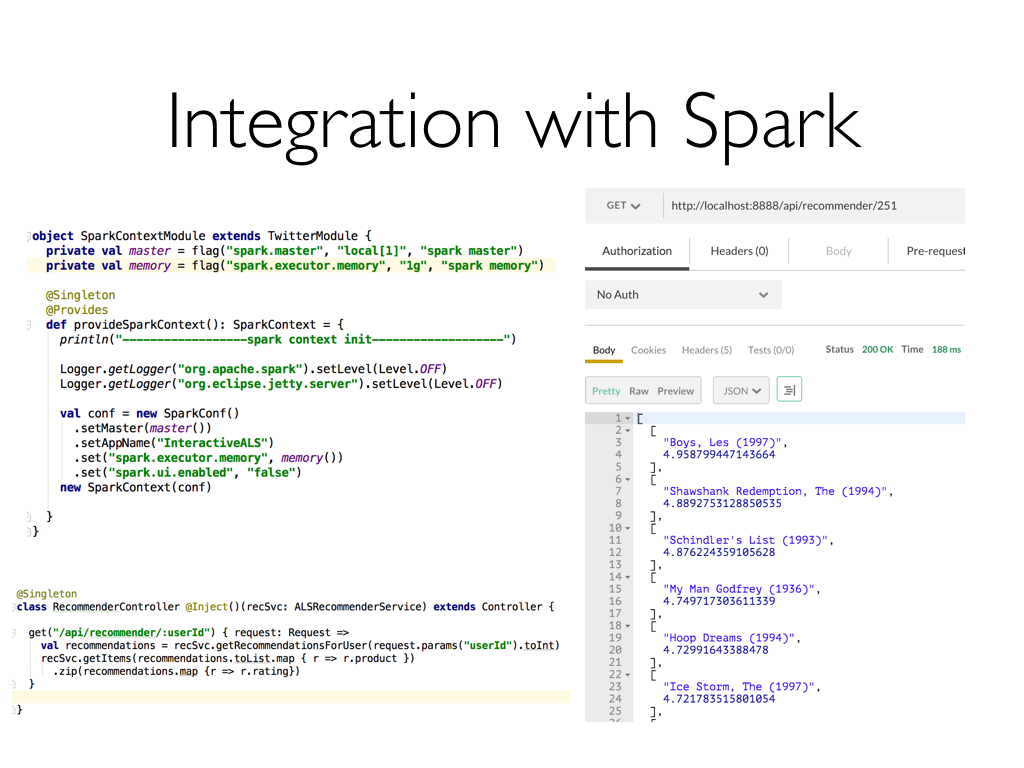 Integration with Spark
object SparkContextModule extends TwitterModule {
private val master = flag("spark.master", "local[1]", "spark master")
private val memory = flag("spark.executor.memory", "1g", "spark memory")
@Singleton
@Provides
def provideSparkContext(): SparkContext = {
println("-------------------spark context init--------------------")
Logger.getLogger("org.apache.spark").setLevel(Level.OFF)
Logger.getLogger("org.eclipse.jetty.server").setLevel(Level.OFF)
val conf = new SparkConf()
.setMaster(master())
.setAppName("InteractiveALS")
.set("spark.executor.memory", memory())
.set("spark.ui.enabled", "false")
new SparkContext(conf)
}
}
@Singleton
class RecommenderController @Inject()(recSvc: ALSRecommenderService) extends Controller {
get("/api/recommender/:userId") { request: Request =>
val recommendations = recSvc.getRecommendationsForUser(request.params("userId").toInt)
recSvc.getItems(recommendations.toList.map { r => r.product })
.zip(recommendations.map {r => r.rating})
}
}
GET http://localhost:8888/api/recommender/251
Authorization Headers (0) Body Pre-request
No Auth
Body Cookies Headers (5) Tests (0/0) Status 200 OK Time 188 ms
Pretty Raw Preview JSON
1 [
2 [
3 "Boys, Les (1997)",
4 4.958799447143664
5 ],
6 [
7 "Shawshank Redemption, The (1994)",
8 4.8892753128850535
9 ],
10 [
11 "Schindler's List (1993)",
12 4.876224359105628
13 ],
14 [
15 "My Man Godfrey (1936)",
16 4.749717303611339
17 ],
18 [
19 "Hoop Dreams (1994)",
20 4.72991643388478
21 ],
22 [
23 "Ice Storm, The (1997)",
24 4.721783515801054
25 ],